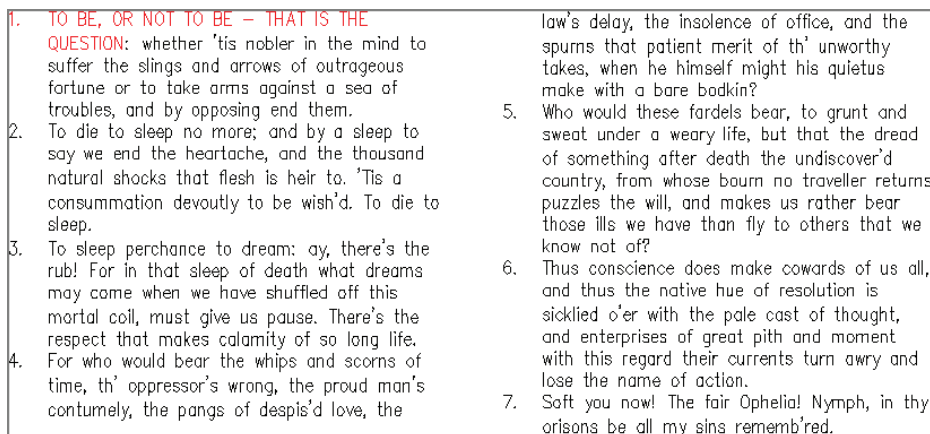 1. TO BE, OR NOT TO BE – THAT IS THE
QUESTION: whether 'tis nobler in the mind to
suffer the slings and arrows of outrageous
fortune or to take arms against a sea of
troubles, and by opposing end them.
2. To die to sleep no more; and by a sleep to
say we end the heartache, and the thousand
natural shocks that flesh is heir to. 'Tis a
consummation devoutly to be wish'd. To die to
sleep.
3. To sleep perchance to dream: ay, there's the
rub! For in that sleep of death what dreams
may come when we have shuffled off this
mortal coil, must give us pause. There's the
respect that makes calamity of so long life.
4. For who would bear the whips and scorns of
time, th' oppressor's wrong, the proud man's
contumely, the pangs of despis'd love, the
law's delay, the insolence of office, and the
spurns that patient merit of th' unworthy
takes, when he himself might his quietus
make with a bare bodkin?
5. Who would these fardels bear, to grunt and
sweat under a weary life, but that the dread
of something after death the undiscover'd
country, from whose bourn no traveller returns
puzzles the will, and makes us rather bear
those ills we have than fly to others that we
know not of?
6. Thus conscience does make cowards of us all,
and thus the native hue of resolution is
sicklied o'er with the pale cast of thought,
and enterprises of great pith and moment
with this regard their currents turn awry and
lose the name of action.
7. Soft you now! The fair Ophelia! Nymph, in thy
orisons be all my sins rememb'red.